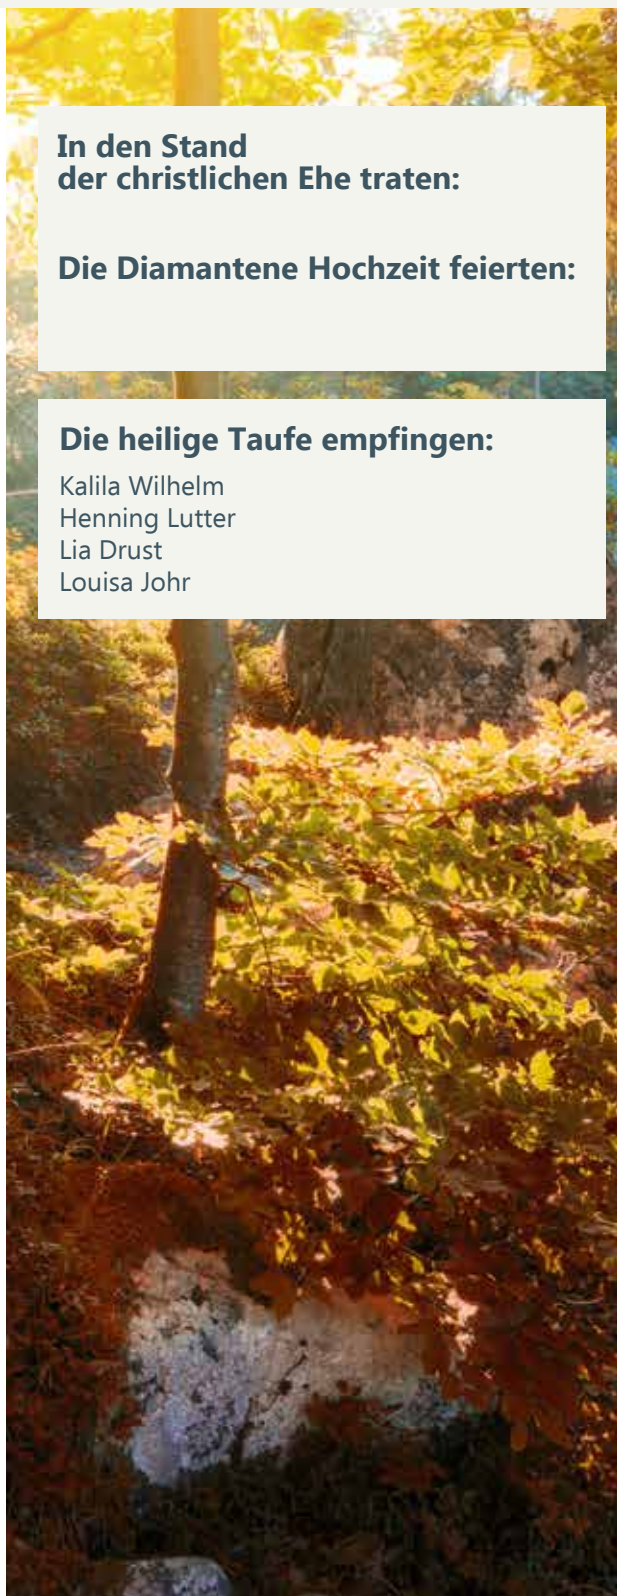 In den Stand
der christlichen Ehe traten:
Die Diamantene Hochzeit feierten:
Die heilige Taufe empfingen:
Kalila Wilhelm
Henning Lutter
Lia Drust
Louisa Johr